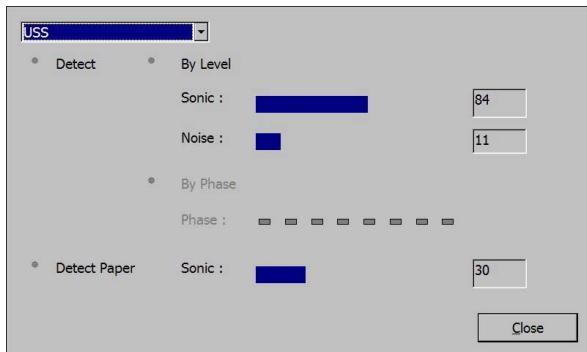 USS
Detect By Level
Sonic : 84
Noise : 11
By Phase
Phase :
Detect Paper Sonic : 30
Close